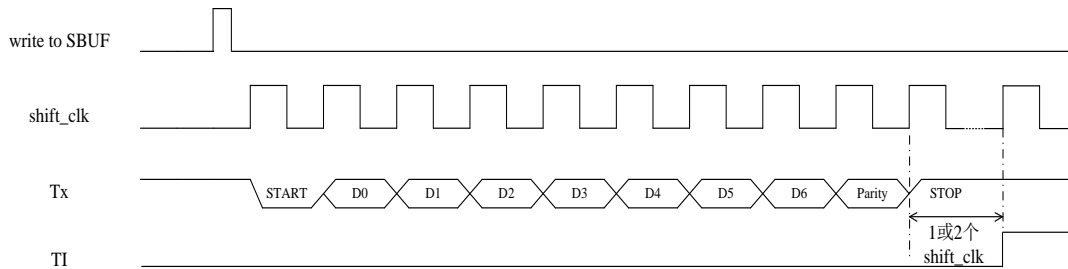 write to SBUF
shift_clk
Tx
START D0 D1 D2 D3 D4 D5 D6 Parity STOP
1或2个
shift_clk
TI